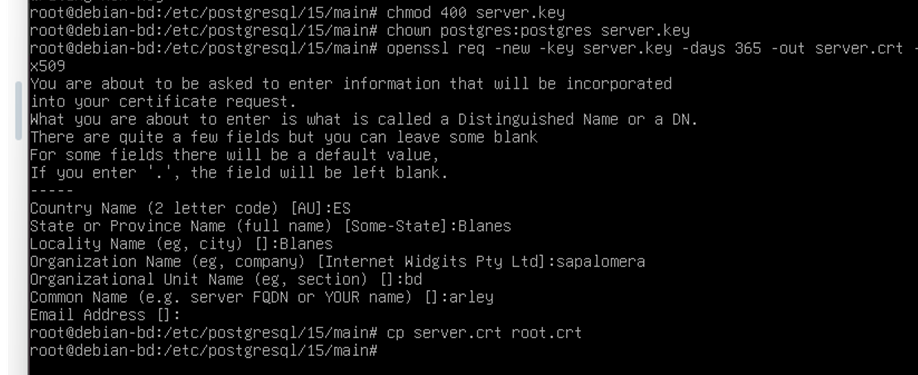 root@debian-bd:/etc/postgresql/15/main# chmod 400 server.key
root@debian-bd:/etc/postgresql/15/main# chown postgres:postgres server.key
root@debian-bd:/etc/postgresql/15/main# openssl req -new -key server.key -days 365 -out server.crt -
x509
You are about to be asked to enter information that will be incorporated
into your certificate request.
What you are about to enter is what is called a Distinguished Name or a DN.
There are quite a few fields but you can leave some blank
For some fields there will be a default value,
If you enter '.', the field will be left blank.
-----
Country Name (2 letter code) [AU]:ES
State or Province Name (full name) [Some-State]:Blanes
Locality Name (eg, city) []:Blanes
Organization Name (eg, company) [Internet Widgits Pty Ltd]:sapalomera
Organizational Unit Name (eg, section) []:bd
Common Name (e.g. server FQDN or YOUR name) []:arley
Email Address []:
root@debian-bd:/etc/postgresql/15/main# cp server.crt root.crt
root@debian-bd:/etc/postgresql/15/main#